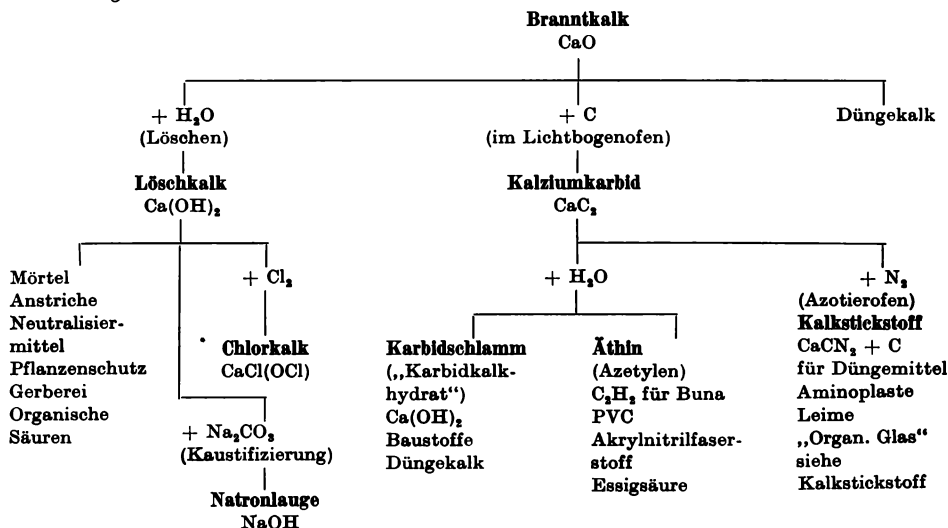 Branntkalk
CaO
+ H₂O
(Löschen)
Löschkalk
Ca(OH)₂
Mörtel
Anstriche
Neutralisier-
mittel
Pflanzenschutz
Gerberei
Organische
Säuren
+ Cl₂
Chlorkalk
CaCl(OCl)
+ Na₂CO₃
(Kaustifizierung)
Natronlauge
NaOH
+ C
(im Lichtbogenofen)
Kalziumkarbid
CaC₂
+ H₂O
Karbidschlamm
(„Karbidkalk-
hydrat“)
Ca(OH)₂
Baustoffe
Düngekalk
Äthin
(Azetylen)
C₂H₂ für Buna
PVC
Akrylnitrilfaser-
stoff
Essigsäure
+ N₂
(Azotierofen)
Kalkstickstoff
CaCN₂ + C
für Düngemittel
Aminoplaste
Leime
„Organ. Glas“
siehe
Kalkstickstoff
Düngekalk